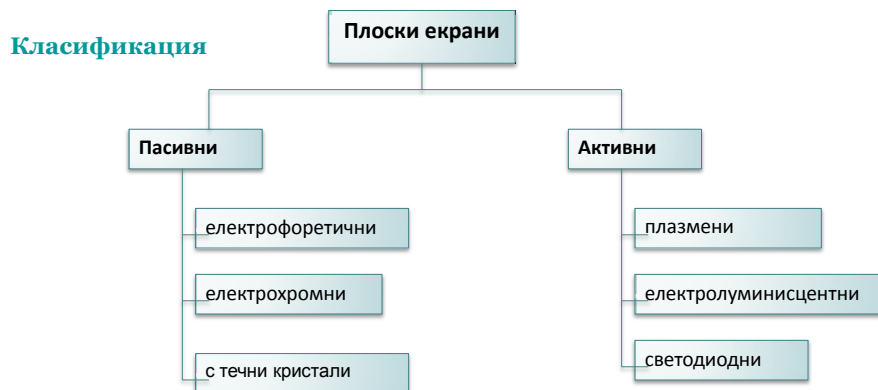 Плоски екрани
Класификация
Пасивни
Активни
електрофоретични
плазмени
електрохромни
електролуминисцентни
с течни кристали
светодиодни